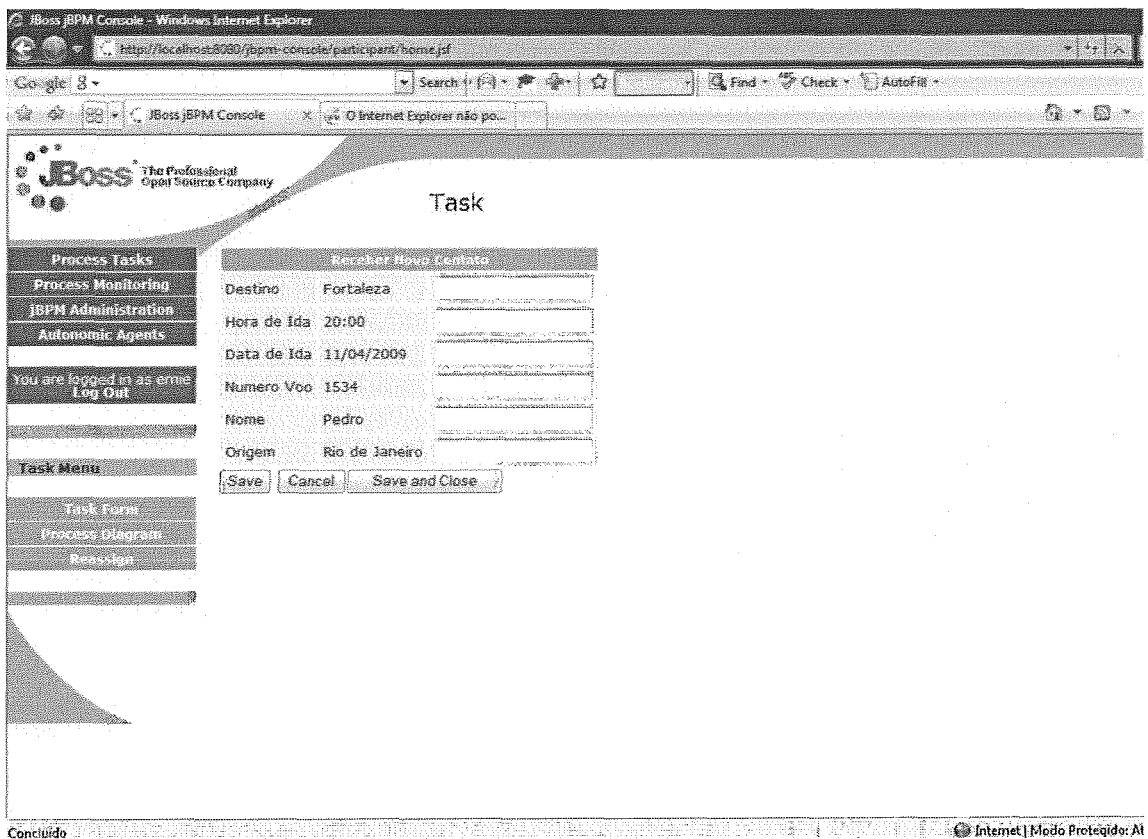 JBoss jBPM Console - Windows Internet Explorer
http://localhost:8080/jbpm-console/participant/home.jsf
Google
Search
Find
Check
AutoFill
JBoss jBPM Console
O Internet Explorer não po...
JBoss The Professional
Open Source Company
Task
Process Tasks
Process Monitoring
JBPM Administration
Autonomic Agents
You are logged in as ernie
Log Out
Task Menu
Task Form
Process Diagram
Reassign
Receber Novo Contato
Destino Fortaleza
Hora de Ida 20:00
Data de Ida 11/04/2009
Numero Voo 1534
Nome Pedro
Origem Rio de Janeiro
Save Cancel Save and Close
Concluído
Internet | Modo Protegido: A